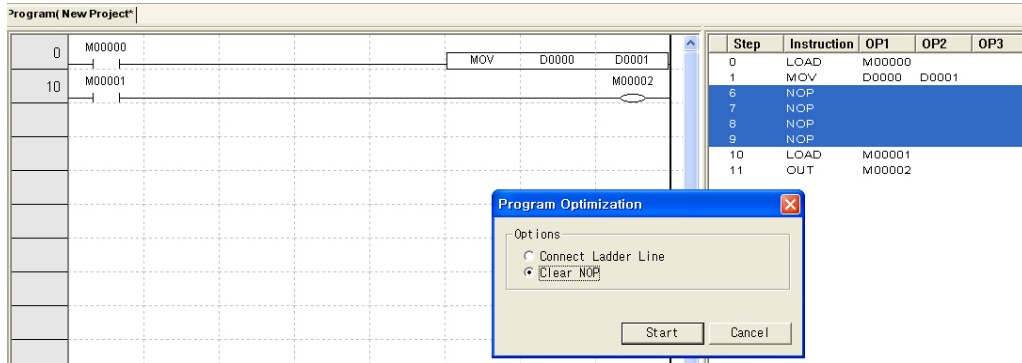 Program( New Project*
0 M00000 MOV D0000 D0001
10 M00001 M00002
Step Instruction OP1 OP2 OP3
0 LOAD M00000
1 MOV D0000 D0001
6 NOP
7 NOP
8 NOP
9 NOP
10 LOAD M00001
11 OUT M00002
Program Optimization
Options
Connect Ladder Line
Clear NOP
Start Cancel